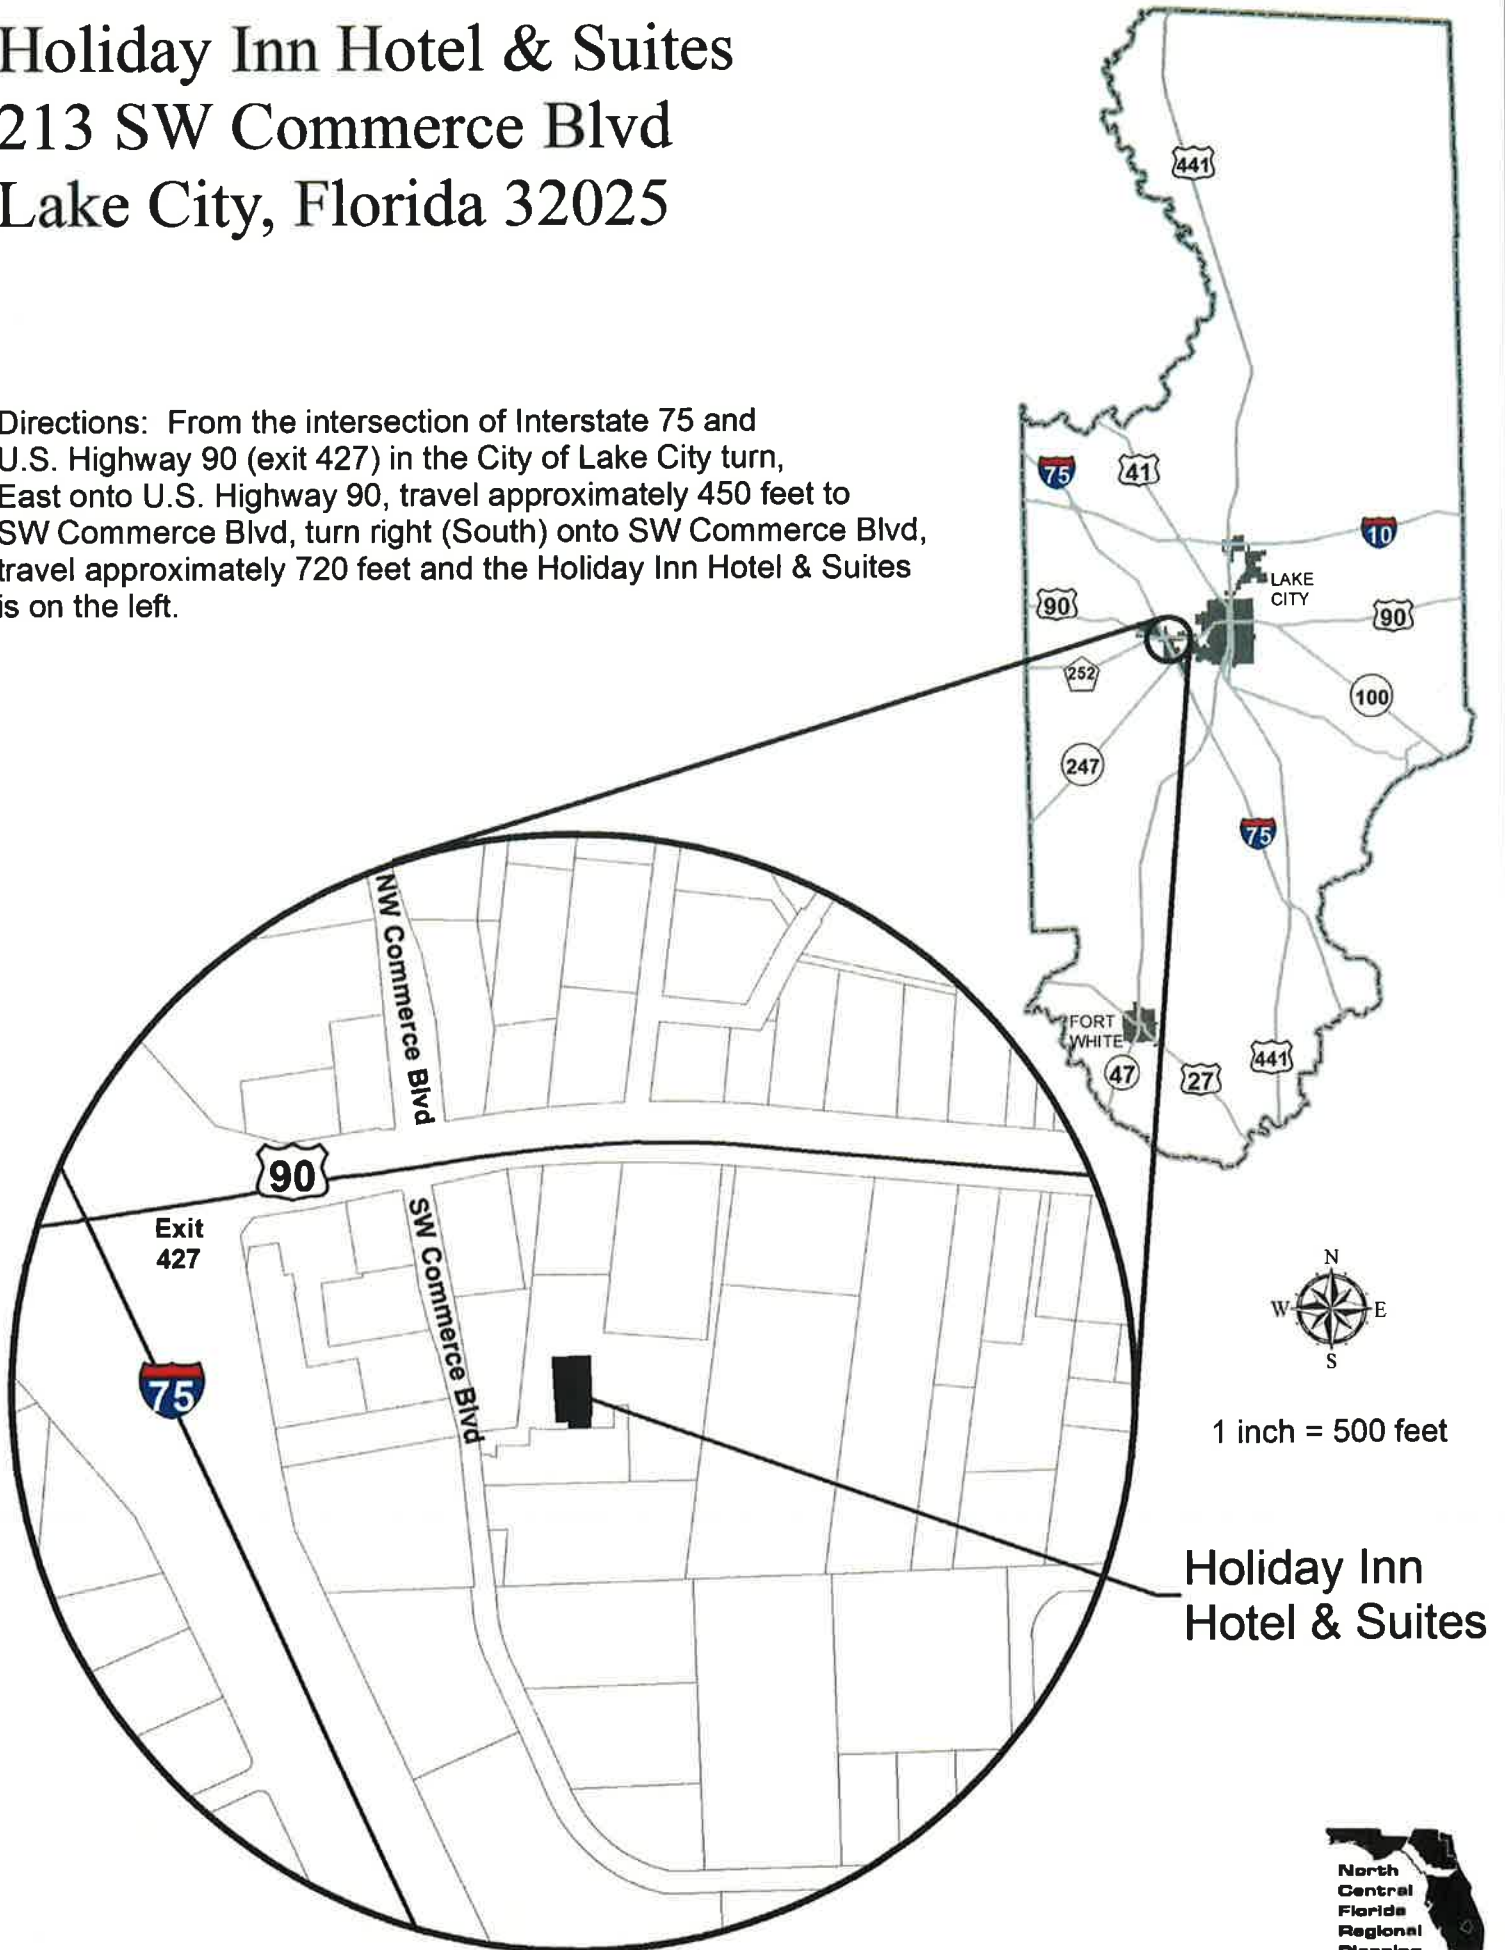 Holiday Inn Hotel & Suites
213 SW Commerce Blvd
Lake City, Florida 32025
Directions: From the intersection of Interstate 75 and
U.S. Highway 90 (exit 427) in the City of Lake City turn,
East onto U.S. Highway 90, travel approximately 450 feet to
SW Commerce Blvd, turn right (South) onto SW Commerce Blvd,
travel approximately 720 feet and the Holiday Inn Hotel & Suites
is on the left.
441
75
41
10
LAKE
CITY
90
90
252
100
247
75
FORT
WHITE
47
27
441
NW Commerce Blvd
90
Exit
427
SW Commerce Blvd
75
N
W
E
S
1 inch = 500 feet
Holiday Inn
Hotel & Suites
North
Central
Florida
Regional
Planning